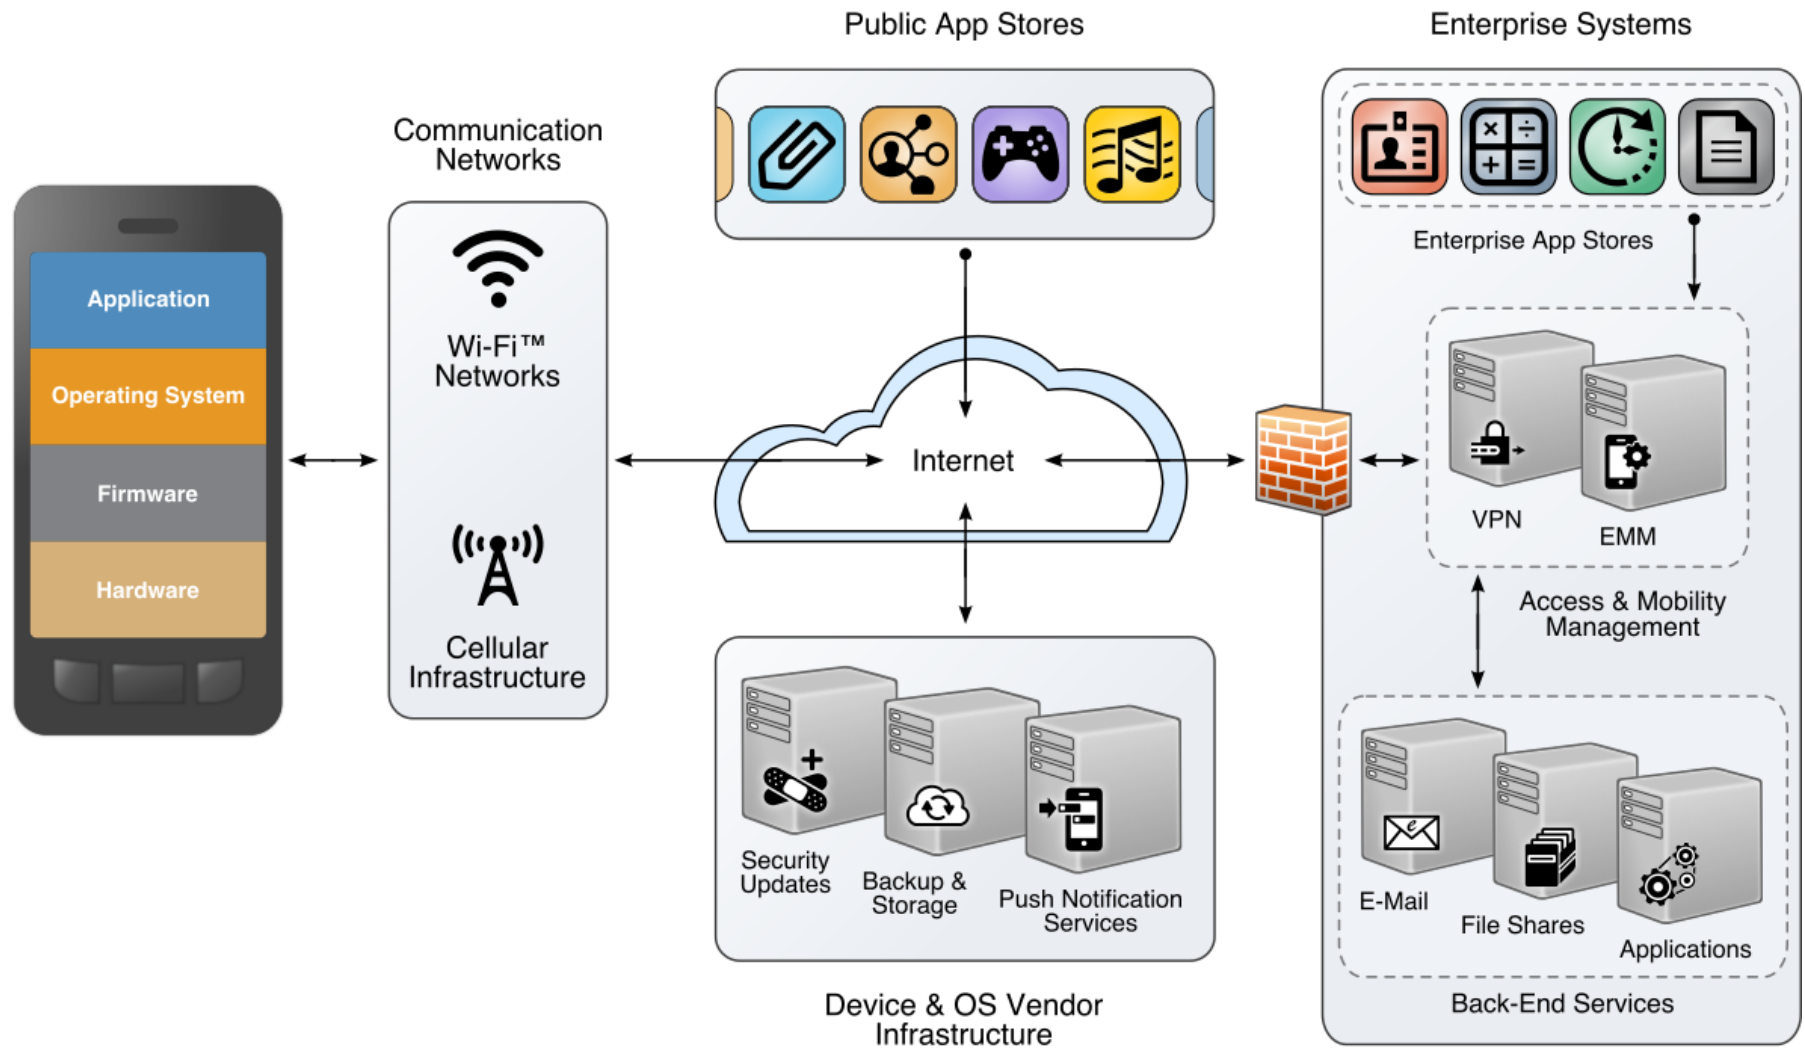 Public App Stores
Enterprise Systems
Communication
Networks
Wi-Fi™
Networks
Cellular
Infrastructure
Application
Operating System
Firmware
Hardware
Internet
Enterprise App Stores
VPN
EMM
Access & Mobility
Management
Security
Updates
Backup &
Storage
Push Notification
Services
Device & OS Vendor
Infrastructure
e
E-Mail
File Shares
Applications
Back-End Services